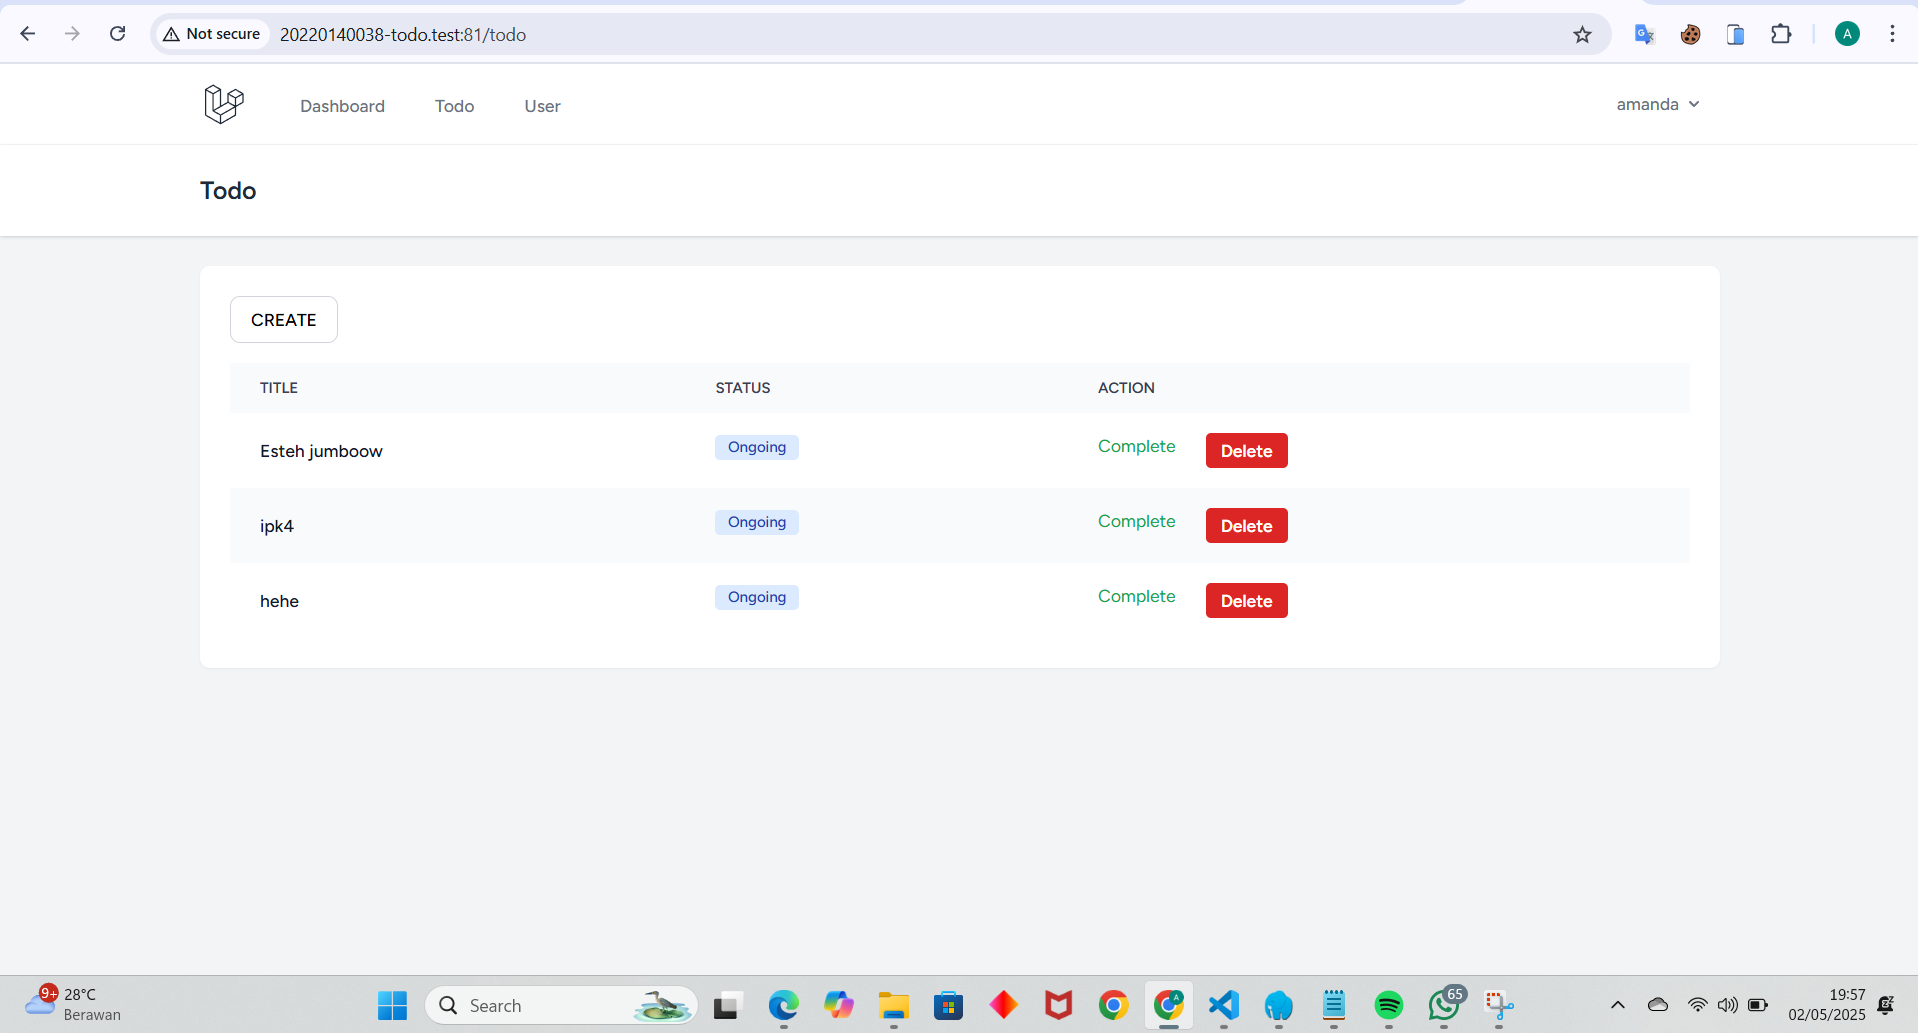 Not secure 20220140038-todo.test:81/todo A
Dashboard Todo User amanda
Todo
CREATE
TITLE STATUS ACTION
Esteh jumboow Ongoing Complete Delete
ipk4 Ongoing Complete Delete
hehe Ongoing Complete Delete
9+ 28°C
Berawan
Search
A
65
19:57
02/05/2025